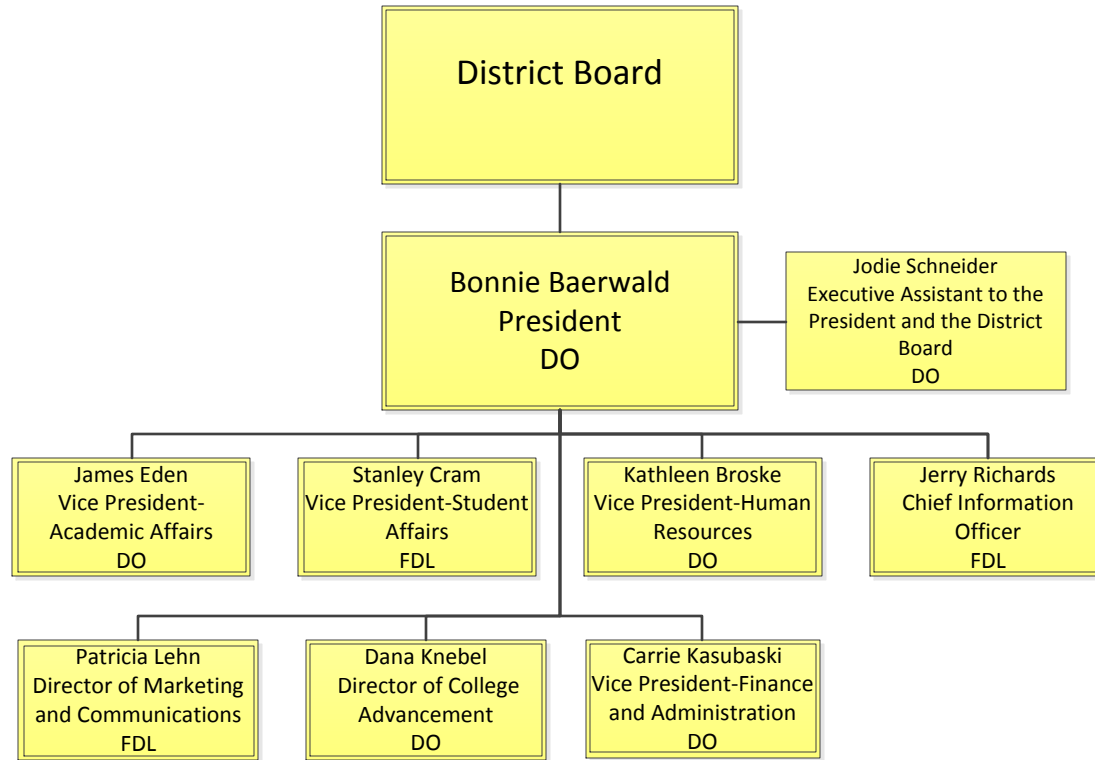 District Board
Bonnie Baerwald
President
DO
Jodie Schneider
Executive Assistant to the
President and the District
Board
DO
James Eden
Vice President-
Academic Affairs
DO
Stanley Cram
Vice President-Student
Affairs
FDL
Kathleen Broske
Vice President-Human
Resources
DO
Jerry Richards
Chief Information
Officer
FDL
Patricia Lehn
Director of Marketing
and Communications
FDL
Dana Knebel
Director of College
Advancement
DO
Carrie Kasubaski
Vice President-Finance
and Administration
DO